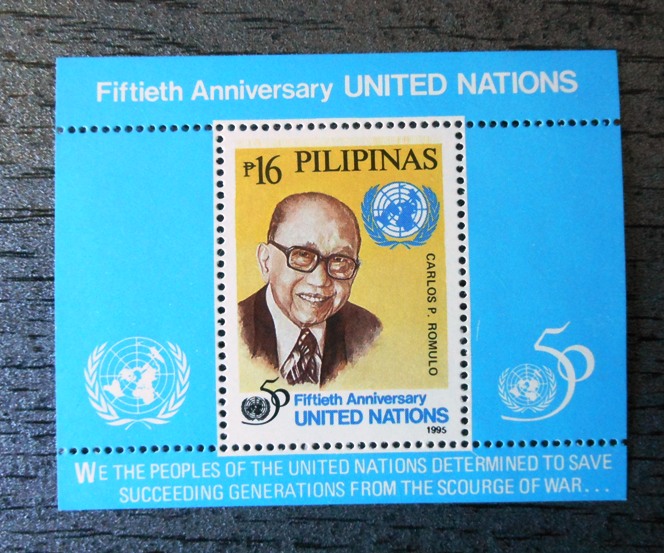 Fiftieth Anniversary UNITED NATIONS
₱16 PILIPINAS
CARLOS P. ROMULO
50 Fiftieth Anniversary
UNITED NATIONS
1995
50
WE THE PEOPLES OF THE UNITED NATIONS DETERMINED TO SAVE
SUCCEEDING GENERATIONS FROM THE SCOURGE OF WAR...